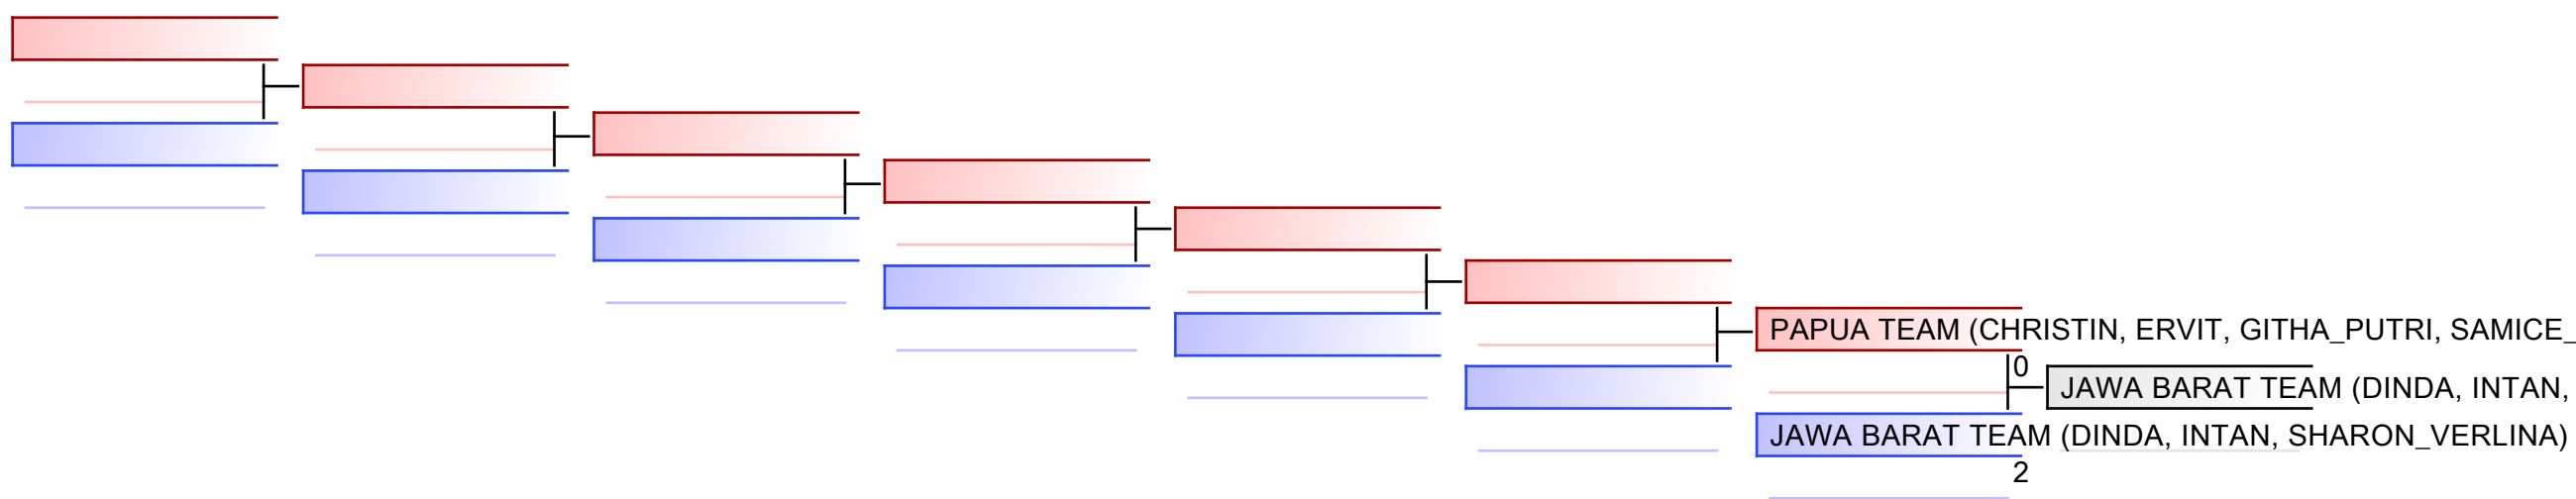 PAPUA TEAM (CHRISTIN, ERVIT, GITHA_PUTRI, SAMICE_
0
JAWA BARAT TEAM (DINDA, INTAN,
JAWA BARAT TEAM (DINDA, INTAN, SHARON_VERLINA)
2